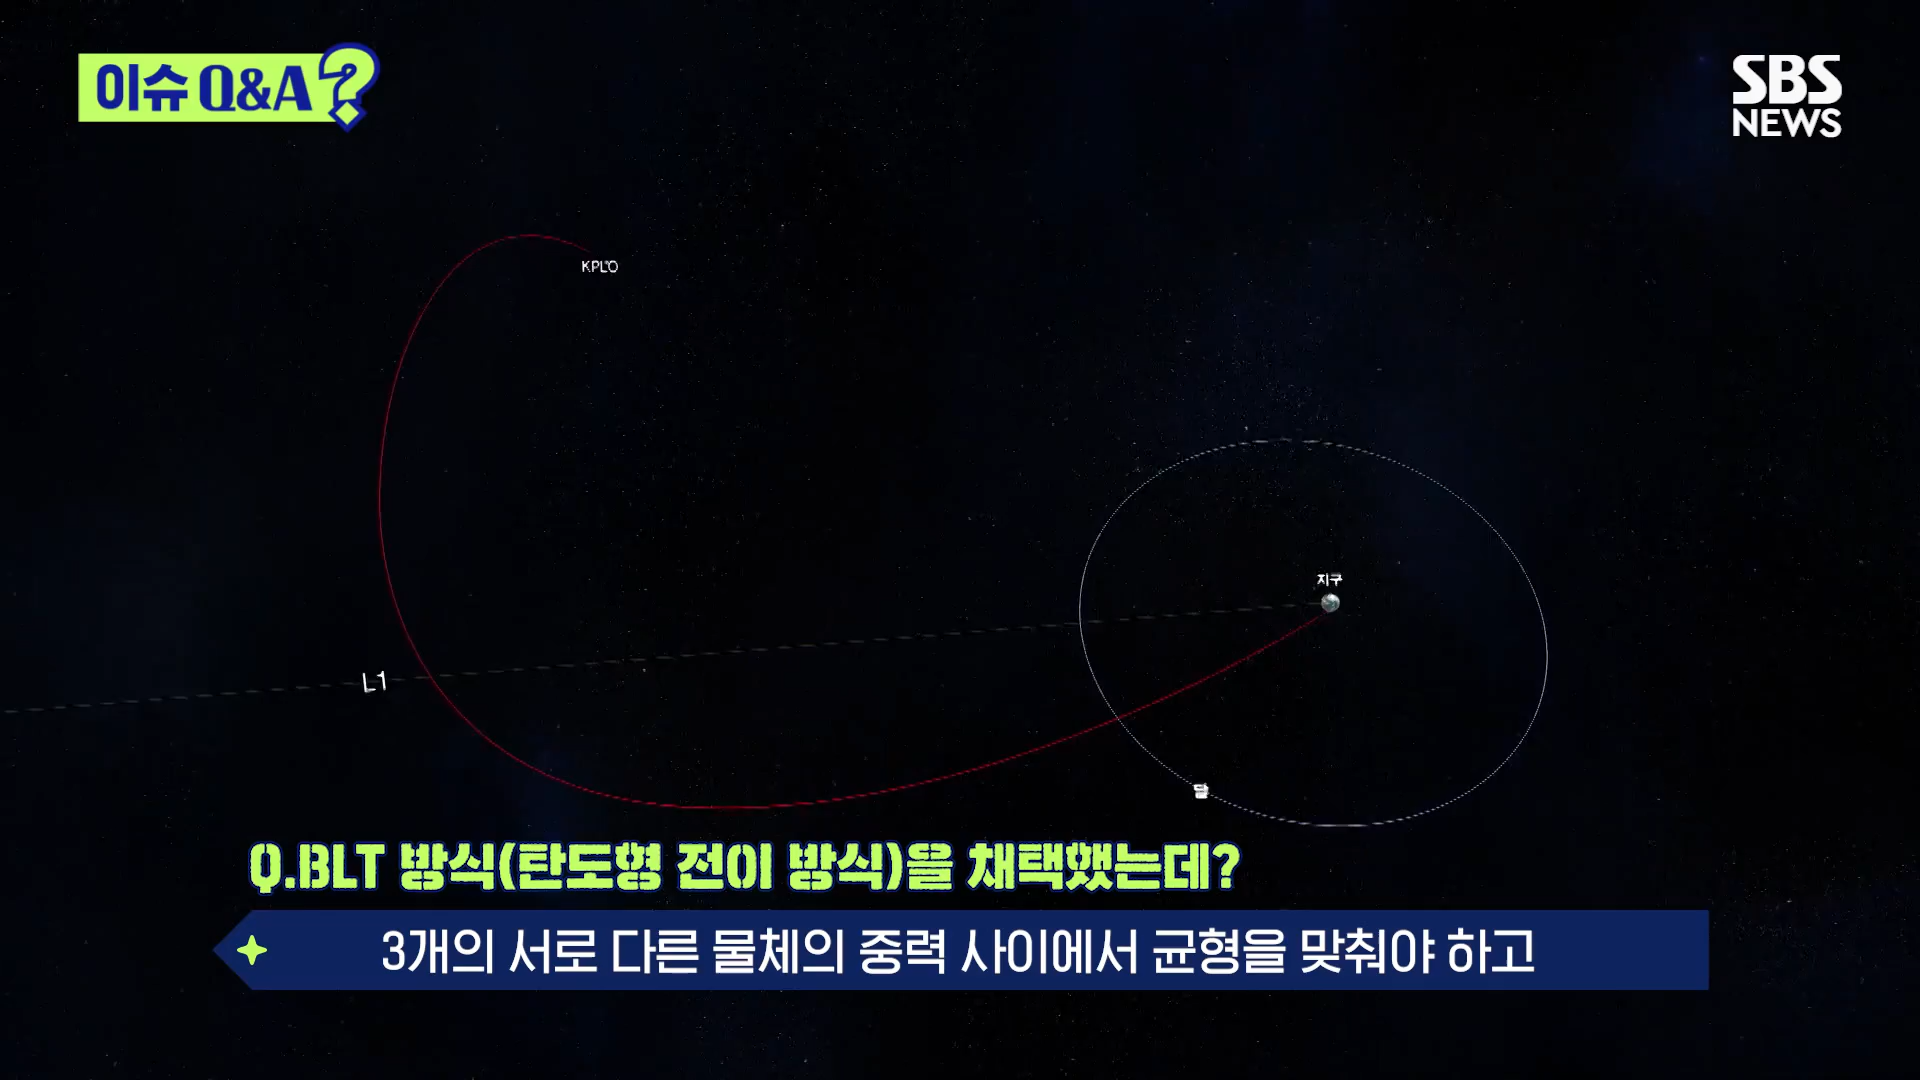 이슈 Q&A?
SBS
NEWS
KPLO
지구
L1
달
Q.BLT 방식(탄도형 전이 방식)을 채택했는데?
3개의 서로 다른 물체의 중력 사이에서 균형을 맞춰야 하고